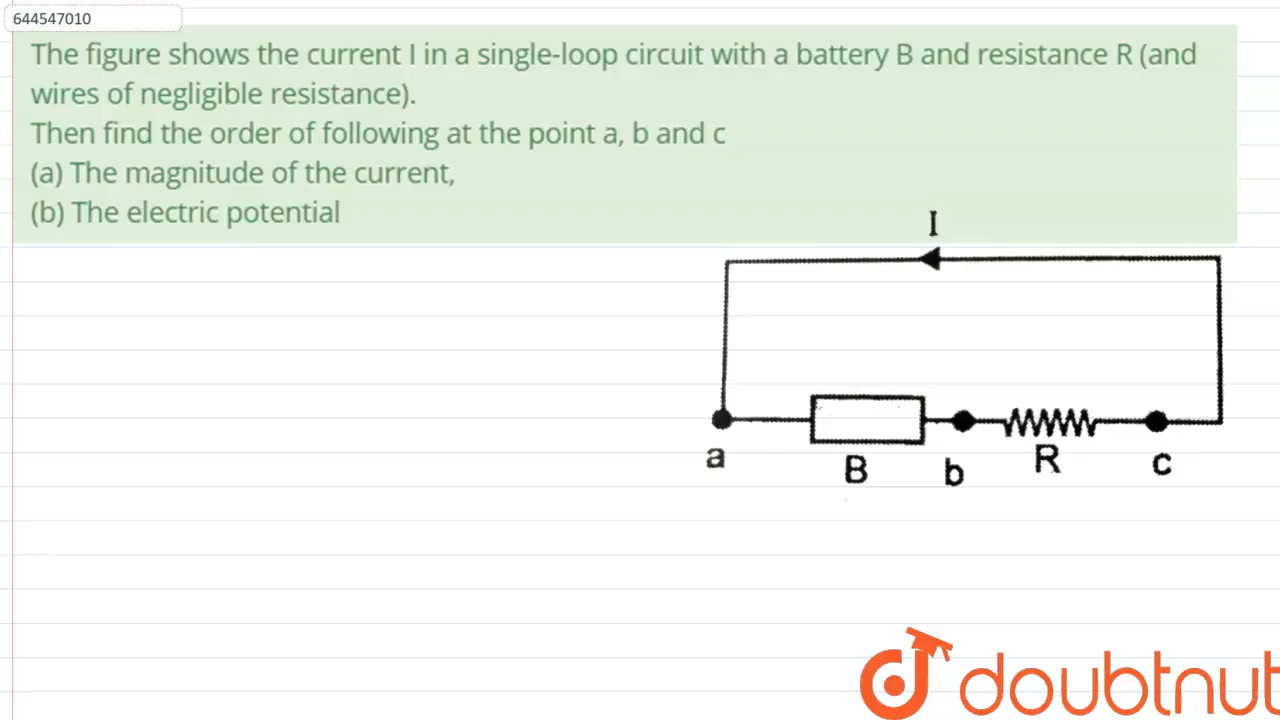 644547010
The figure shows the current I in a single-loop circuit with a battery B and resistance R (and
wires of negligible resistance).
Then find the order of following at the point a, b and c
(a) The magnitude of the current,
(b) The electric potential
I
a
B
b
R
c
doubtnut